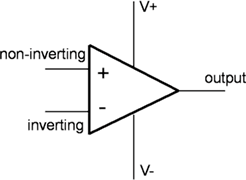 V+
non-inverting
+
output
-
inverting
V-